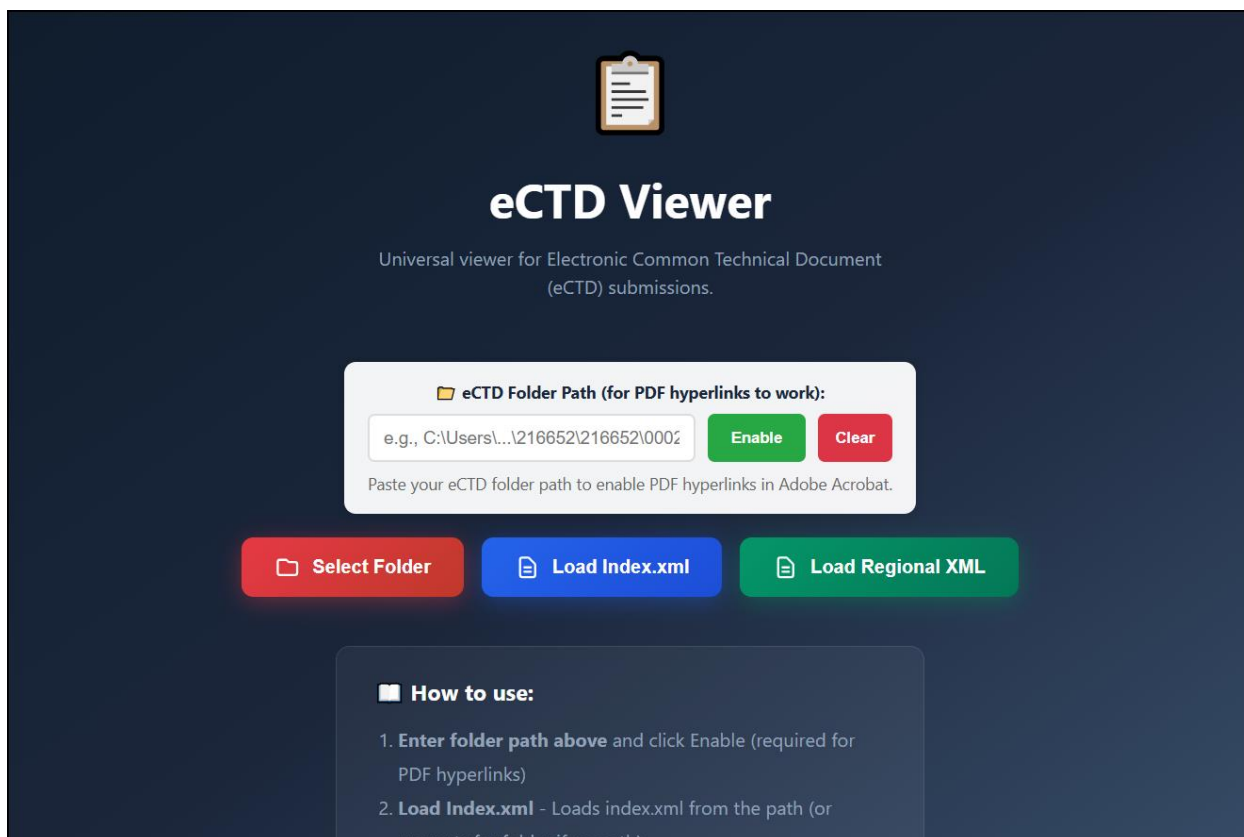 eCTD Viewer
Universal viewer for Electronic Common Technical Document
(eCTD) submissions.
eCTD Folder Path (for PDF hyperlinks to work):
e.g., C:\Users\...\216652\216652\0002
Enable
Clear
Paste your eCTD folder path to enable PDF hyperlinks in Adobe Acrobat.
Select Folder
Load Index.xml
Load Regional XML
How to use:
1. Enter folder path above and click Enable (required for
PDF hyperlinks)
2. Load Index.xml - Loads index.xml from the path (or